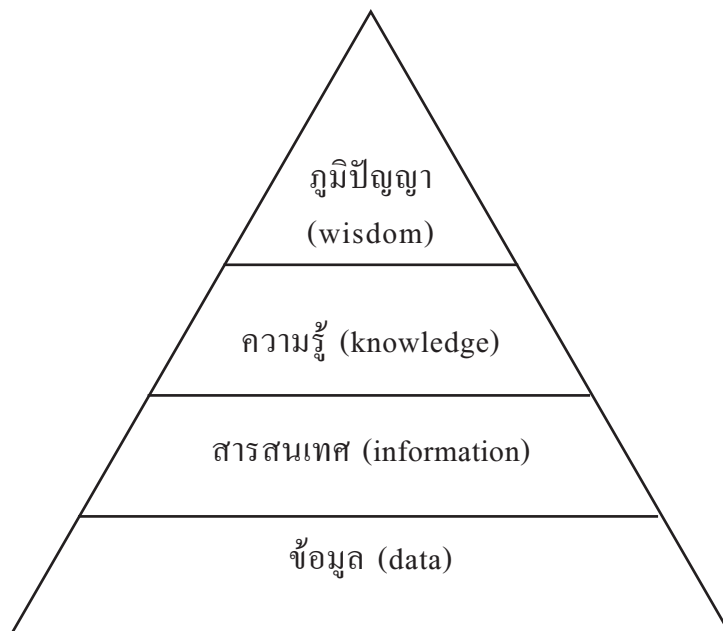 ภูมิปัญญา
(wisdom)
ความรู้ (knowledge)
สารสนเทศ (information)
ข้อมูล (data)